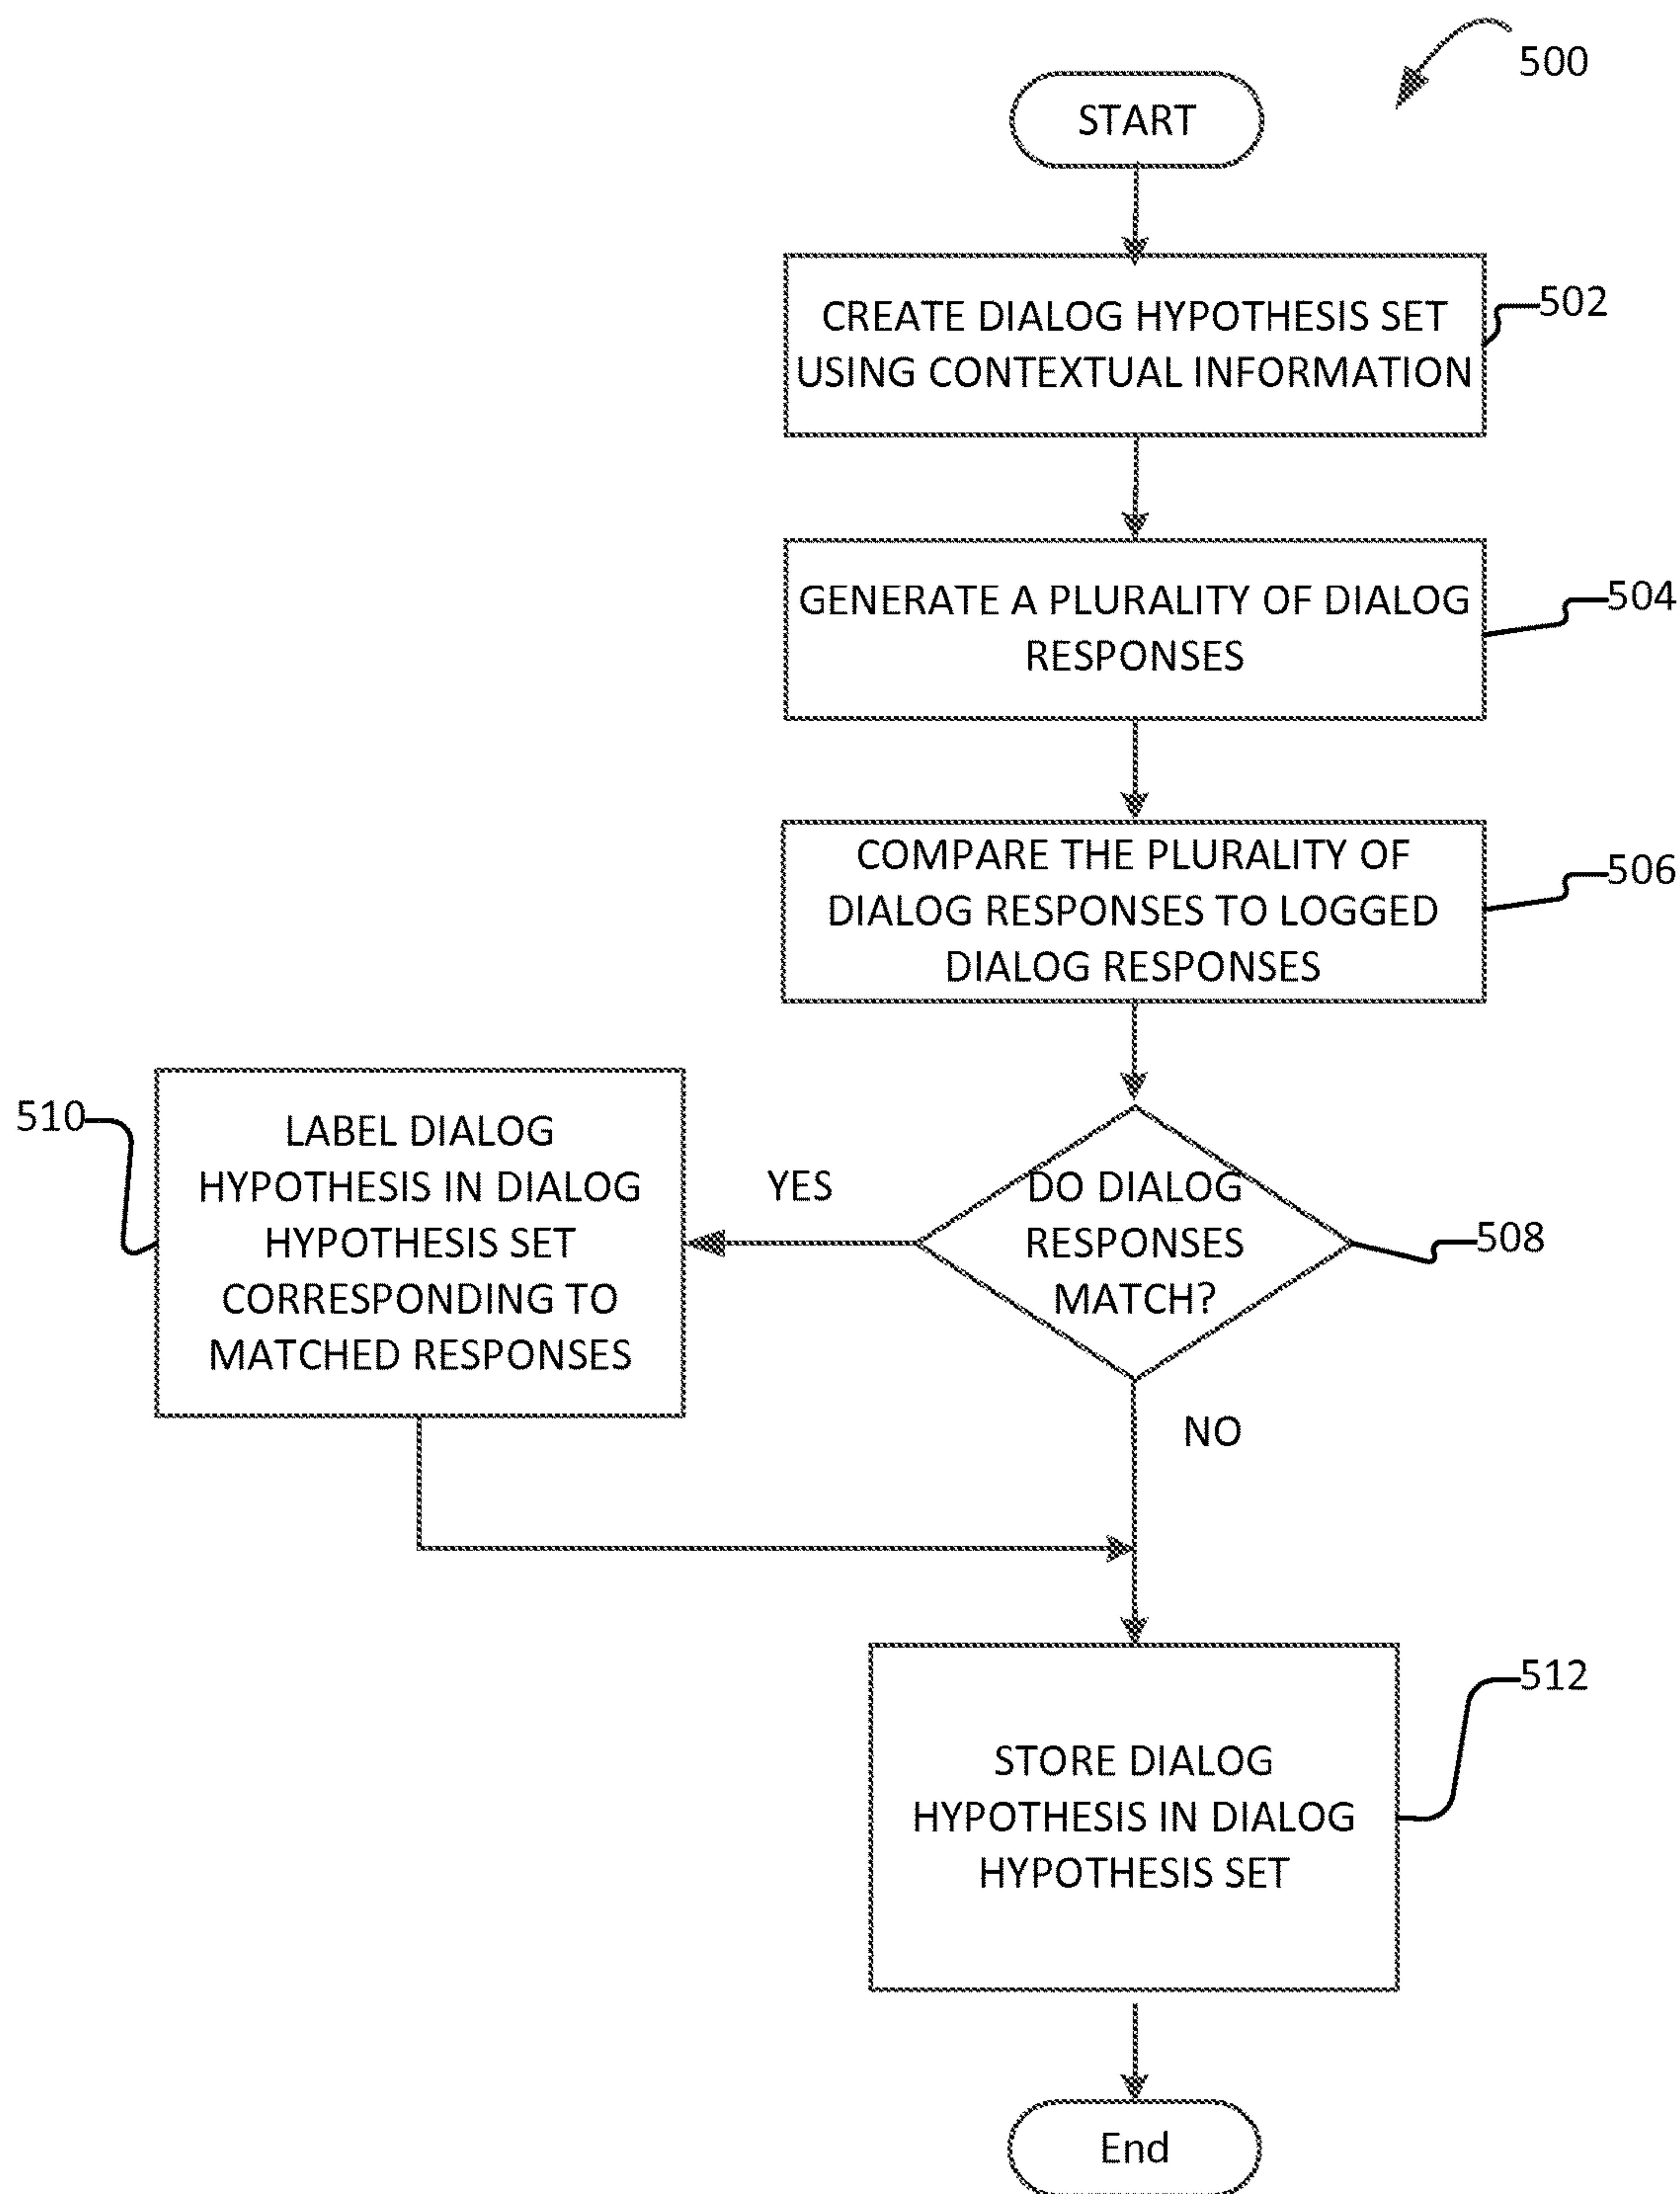 500
START
CREATE DIALOG HYPOTHESIS SET
USING CONTEXTUAL INFORMATION
502
GENERATE A PLURALITY OF DIALOG
RESPONSES
504
COMPARE THE PLURALITY OF
DIALOG RESPONSES TO LOGGED
DIALOG RESPONSES
506
DO DIALOG
RESPONSES
MATCH?
508
YES
510
LABEL DIALOG
HYPOTHESIS IN DIALOG
HYPOTHESIS SET
CORRESPONDING TO
MATCHED RESPONSES
NO
STORE DIALOG
HYPOTHESIS IN DIALOG
HYPOTHESIS SET
512
End